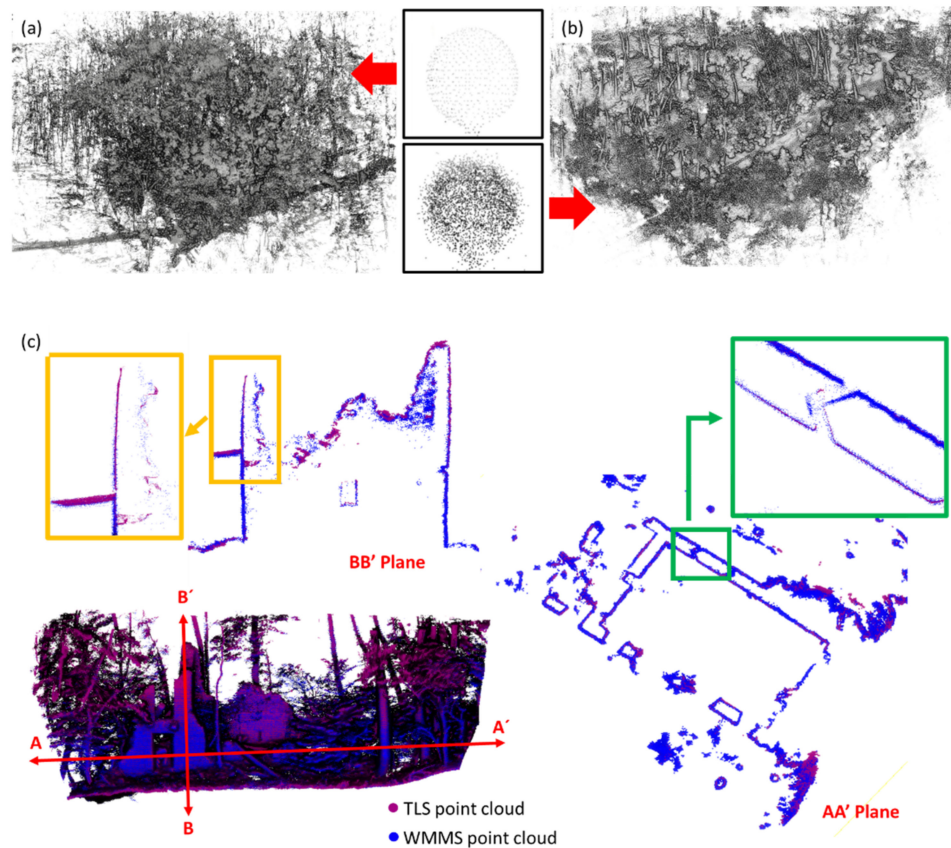 (a)
(b)
(c)
BB’ Plane
B´
A
A´
B
TLS point cloud
WMMS point cloud
AA’ Plane